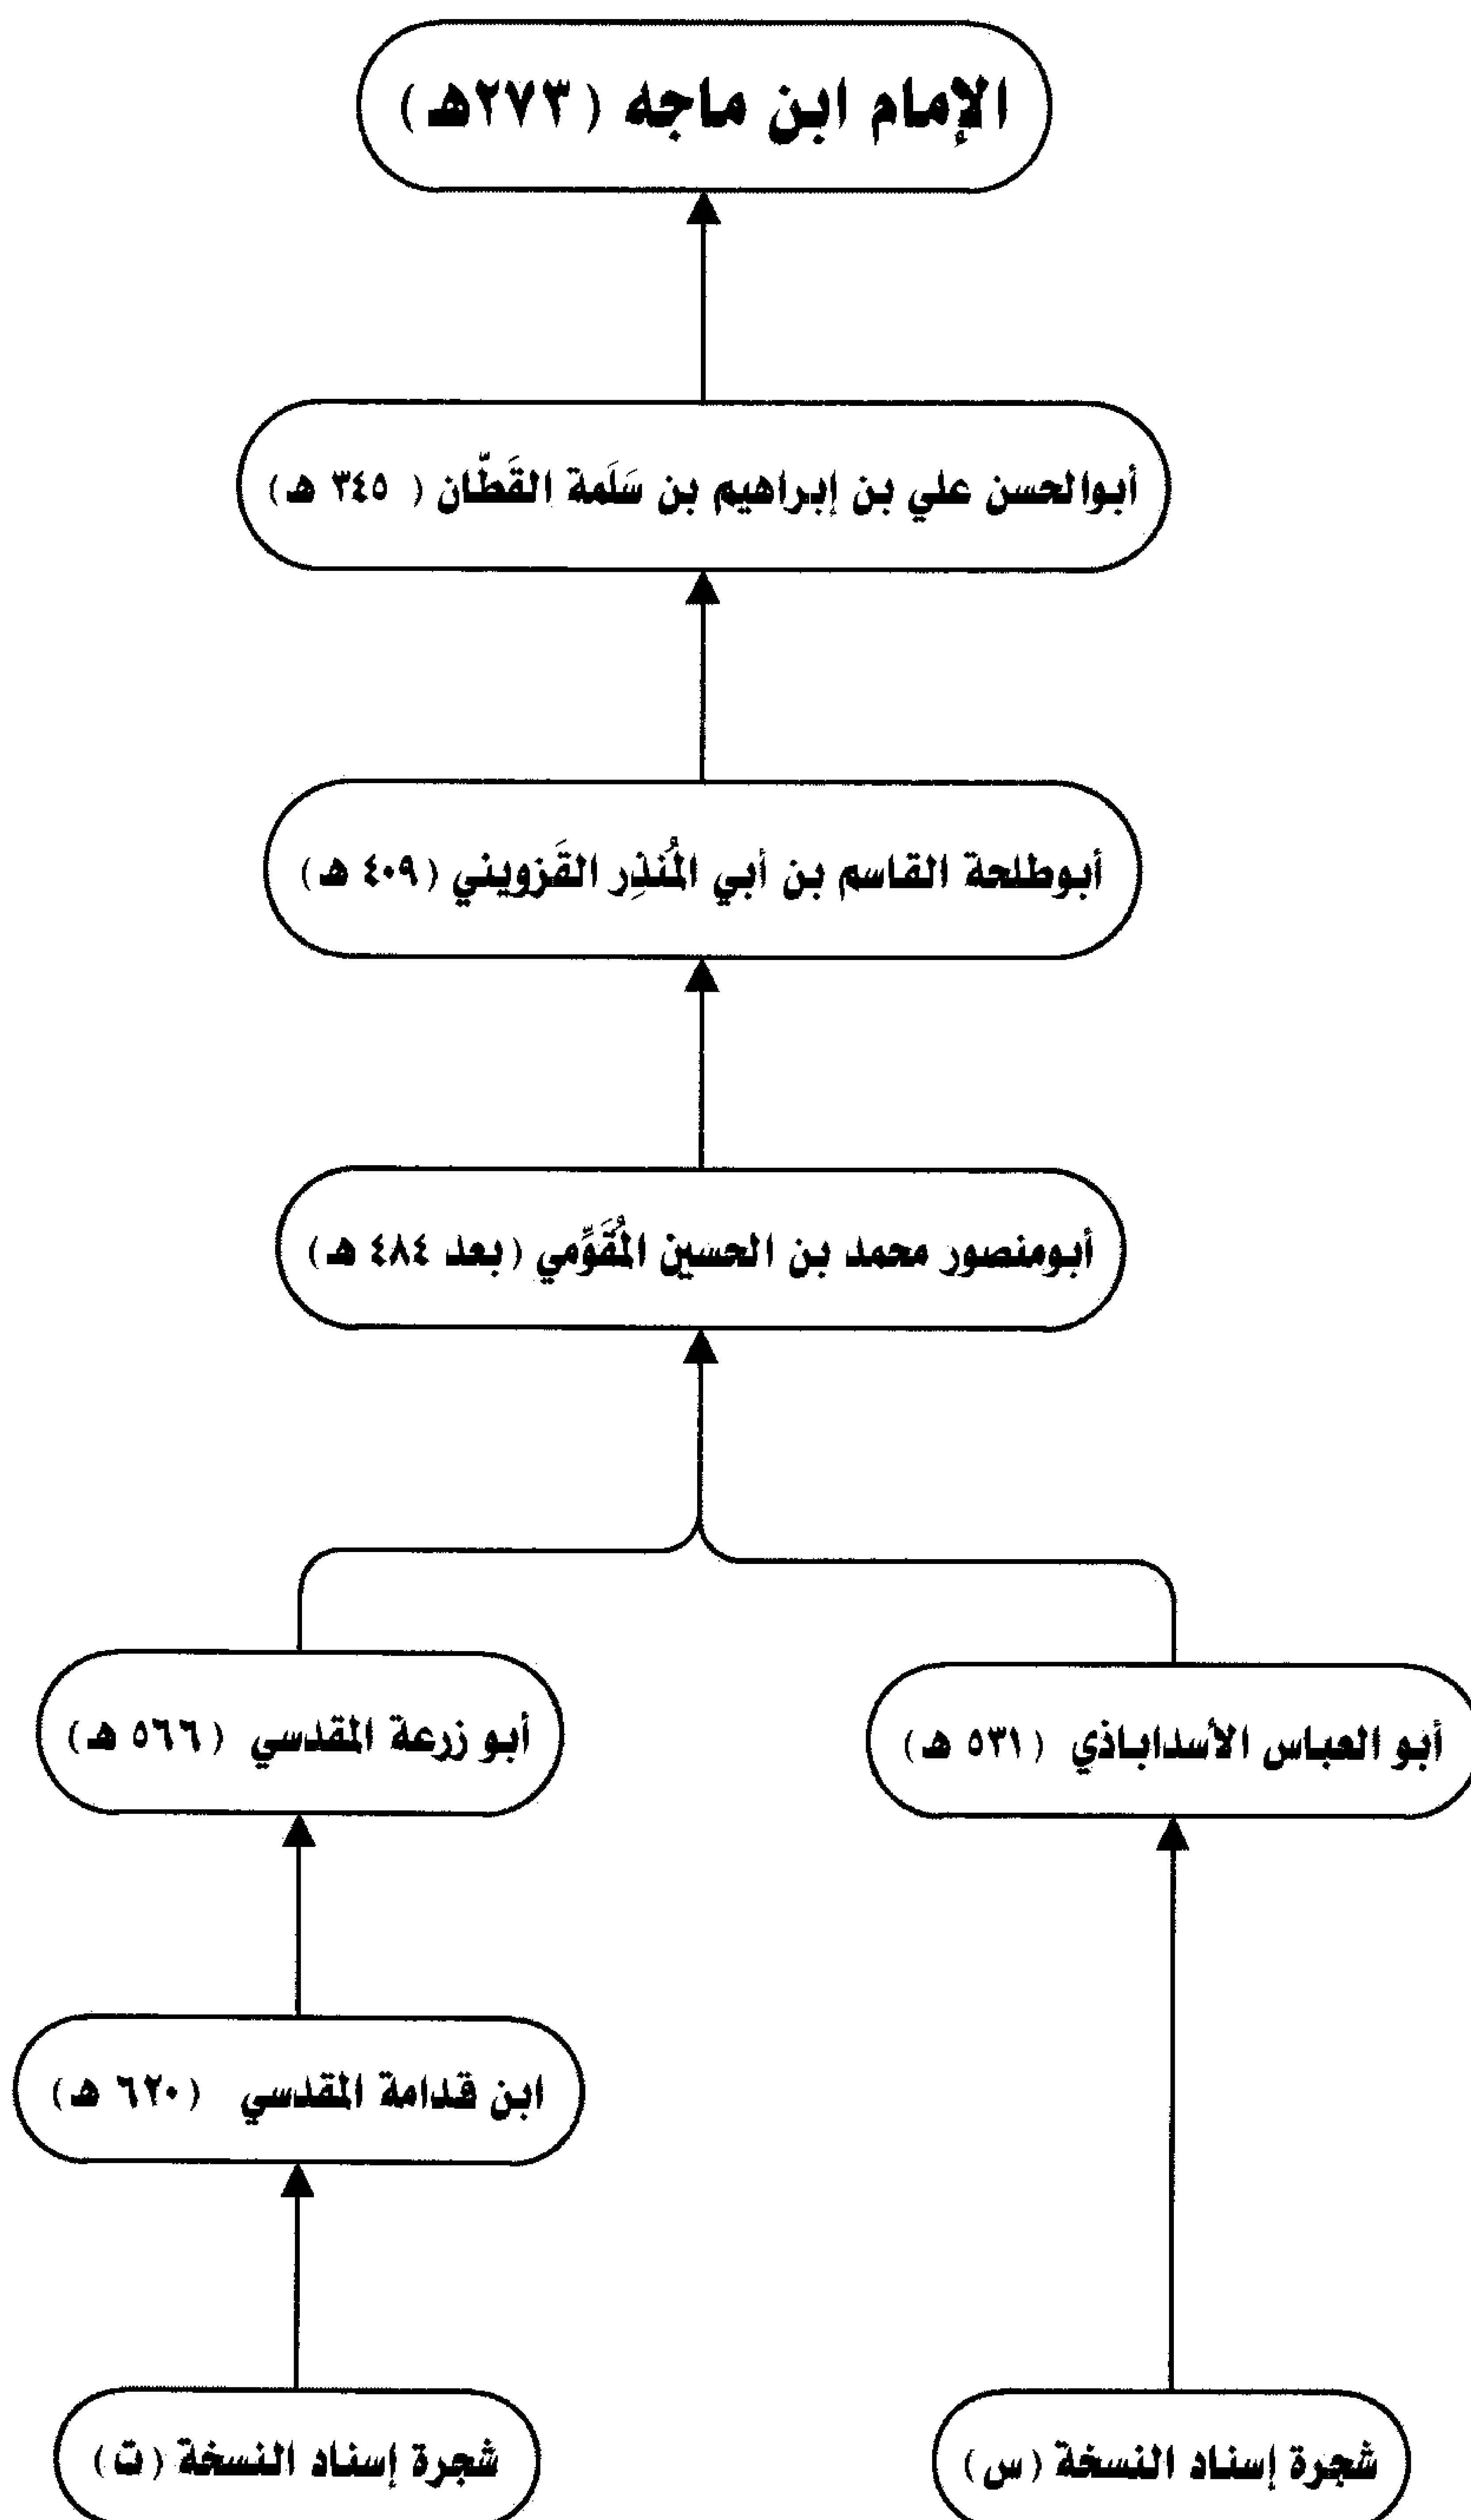 الإمام ابن ماجه (٢٧٣هـ)
أبوالحسن علي بن إبراهيم بن سَلَمة القَطَّان ( ٣٤٥ هـ)
أبوطلحة القاسم بن أبي المُنذِر القَزويني (٤٠٩ هـ)
أبومنصور محمد بن الحسين المُقَوِّمي (بعد ٤٨٤ هـ)
أبو العباس الأسداباذي (٥٣١ هـ)
أبو زرعة المقدسي (٥٦٦ هـ)
ابن قدامة المقدسي (٦٢٠ هـ)
شجرة إسناد النسخة (س)
شجرة إسناد النسخة (ت)